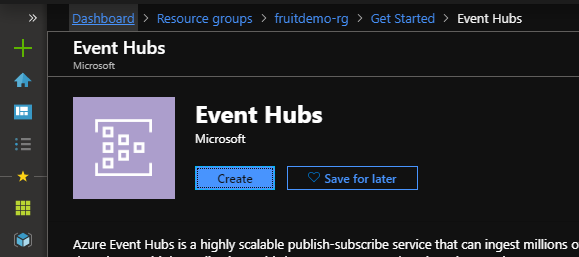 » Dashboard > Resource groups > fruitdemo-rg > Get Started > Event Hubs
Event Hubs
Microsoft
Event Hubs
Microsoft
Create Save for later
Azure Event Hubs is a highly scalable publish-subscribe service that can ingest millions o